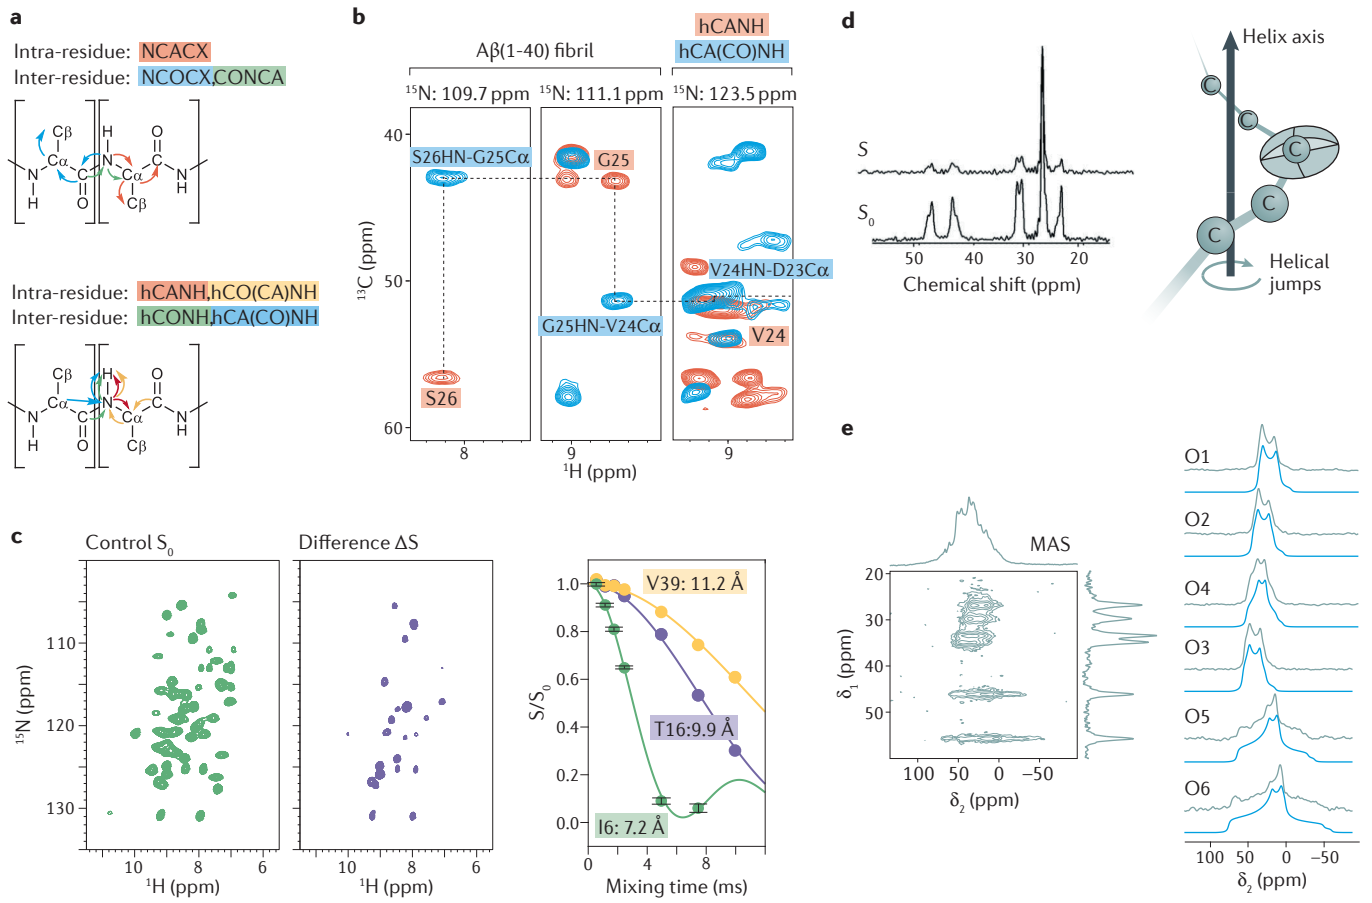 a
Intra-residue: NCACX
Inter-residue: NCOCX,CONCA
Cβ
H
O
Cα
N
N
Cα
C
C
N
H
O
Cβ
H
Intra-residue: hCANH,hCO(CA)NH
Inter-residue: hCONH,hCA(CO)NH
Cβ
H
O
Cα
N
C
N
N
C
Cα
H
O
Cβ
H
b
hCANH
Aβ(1-40) fibril
hCA(CO)NH
¹⁵N: 109.7 ppm
¹⁵N: 111.1 ppm
¹⁵N: 123.5 ppm
40
50
60
¹³C (ppm)
S26HN-G25Cα
G25
V24HN-D23Cα
G25HN-V24Cα
V24
S26
8
9
9
¹H (ppm)
c
Control S₀
Difference ΔS
110
120
130
¹⁵N (ppm)
10
8
6
¹H (ppm)
10
8
6
¹H (ppm)
1.0
0.8
0.6
0.4
0.2
0.0
S/S₀
V39: 11.2 Å
T16:9.9 Å
I6: 7.2 Å
0
4
8
Mixing time (ms)
d
S
S₀
50
40
30
20
Chemical shift (ppm)
Helix axis
C
C
C
C
C
Helical
jumps
e
MAS
20
30
40
50
δ₁ (ppm)
100
50
0
−50
δ₂ (ppm)
O1
O2
O4
O3
O5
O6
100
50
0
−50
δ₂ (ppm)